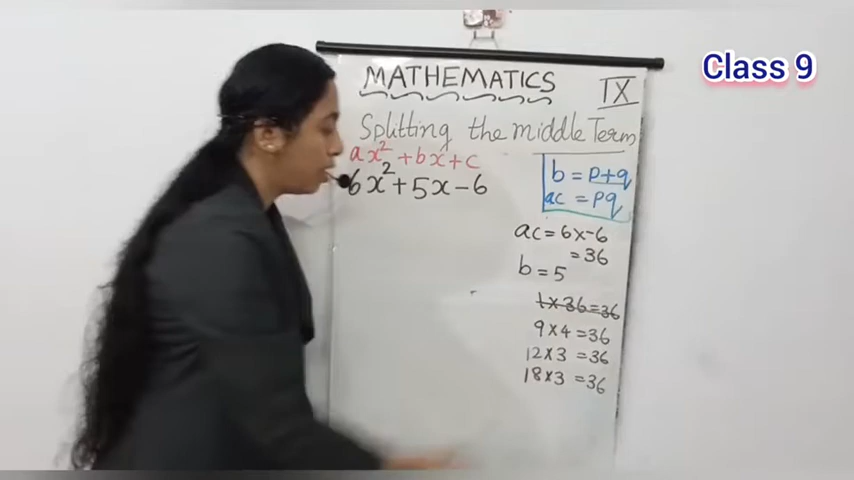 Class 9
MATHEMATICS IX
Splitting the middle Term
ax²+bx+c
6x²+5x-6
b = p+q
ac = pq
ac = 6x-6
= 36
b = 5
1x36=36
9x4 =36
12x3 =36
18x3 =36